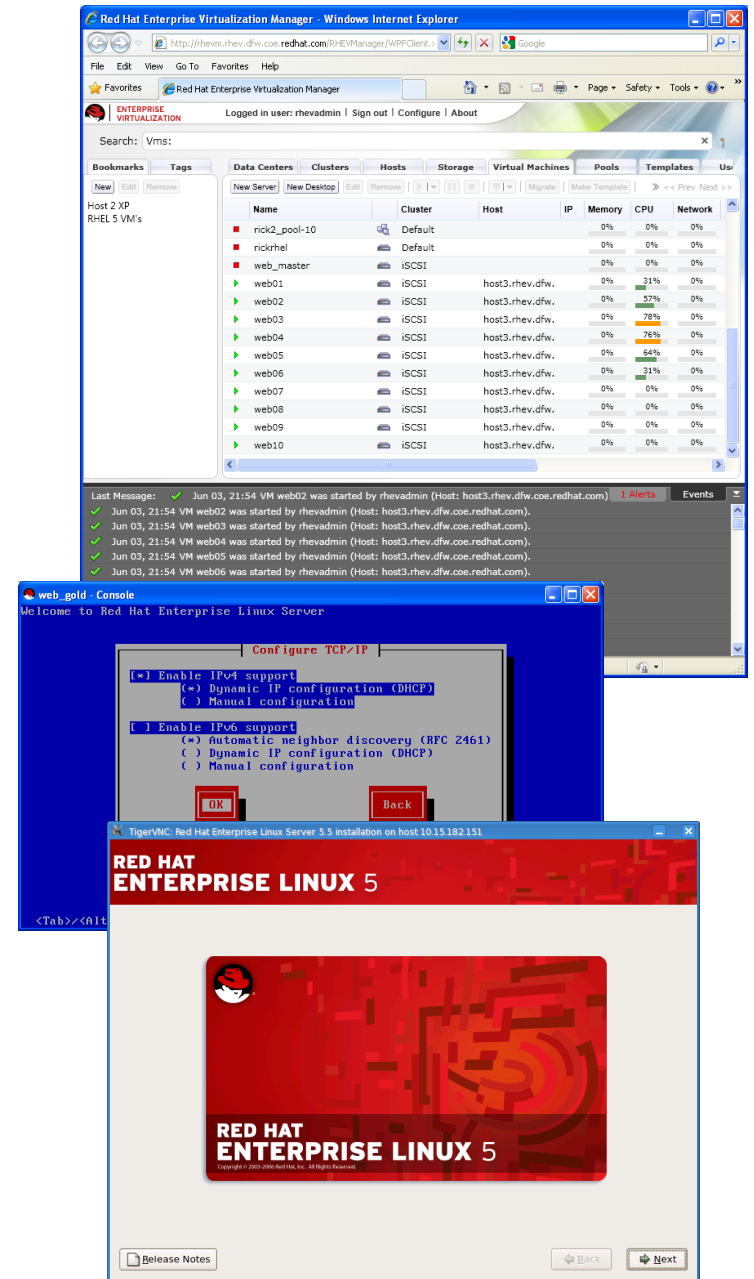 Red Hat Enterprise Virtualization Manager - Windows Internet Explorer
http://rhevm.rhev.dfw.coe.redhat.com/RHEVManager/WPFClient.
Google
File Edit View Go To Favorites Help
Favorites Red Hat Enterprise Virtualization Manager Page Safety Tools
ENTERPRISE
VIRTUALIZATION
Logged in user: rhevadmin | Sign out | Configure | About
Search: Vms:
Bookmarks Tags Data Centers Clusters Hosts Storage Virtual Machines Pools Templates Us
New Edit Remove New Server New Desktop Edit Remove Migrate Make Template << Prev Next >>
Host 2 XP
RHEL 5 VM's
Name Cluster Host IP Memory CPU Network
rick2_pool-10 Default 0% 0% 0%
rickrhel Default 0% 0% 0%
web_master iSCSI 0% 0% 0%
web01 iSCSI host3.rhev.dfw. 0% 31% 0%
web02 iSCSI host3.rhev.dfw. 0% 57% 0%
web03 iSCSI host3.rhev.dfw. 0% 78% 0%
web04 iSCSI host3.rhev.dfw. 0% 76% 0%
web05 iSCSI host3.rhev.dfw. 0% 64% 0%
web06 iSCSI host3.rhev.dfw. 0% 31% 0%
web07 iSCSI host3.rhev.dfw. 0% 0% 0%
web08 iSCSI host3.rhev.dfw. 0% 0% 0%
web09 iSCSI host3.rhev.dfw. 0% 0% 0%
web10 iSCSI host3.rhev.dfw. 0% 0% 0%
Last Message: Jun 03, 21:54 VM web02 was started by rhevadmin (Host: host3.rhev.dfw.coe.redhat.com) 1 Alerts Events
Jun 03, 21:54 VM web02 was started by rhevadmin (Host: host3.rhev.dfw.coe.redhat.com).
Jun 03, 21:54 VM web03 was started by rhevadmin (Host: host3.rhev.dfw.coe.redhat.com).
Jun 03, 21:54 VM web04 was started by rhevadmin (Host: host3.rhev.dfw.coe.redhat.com).
Jun 03, 21:54 VM web05 was started by rhevadmin (Host: host3.rhev.dfw.coe.redhat.com).
Jun 03, 21:54 VM web06 was started by rhevadmin (Host: host3.rhev.dfw.coe.redhat.com).
web_gold - Console
Welcome to Red Hat Enterprise Linux Server
Configure TCP/IP
[*] Enable IPv4 support
(*) Dynamic IP configuration (DHCP)
( ) Manual configuration
[ ] Enable IPv6 support
(*) Automatic neighbor discovery (RFC 2461)
( ) Dynamic IP configuration (DHCP)
( ) Manual configuration
OK Back
<Tab>/<Alt
TigerVNC: Red Hat Enterprise Linux Server 5.5 installation on host 10.15.182.151
RED HAT
ENTERPRISE LINUX 5
RED HAT
ENTERPRISE LINUX 5
Copyright © 2003-2006 Red Hat, Inc. All Rights Reserved.
Release Notes Back Next